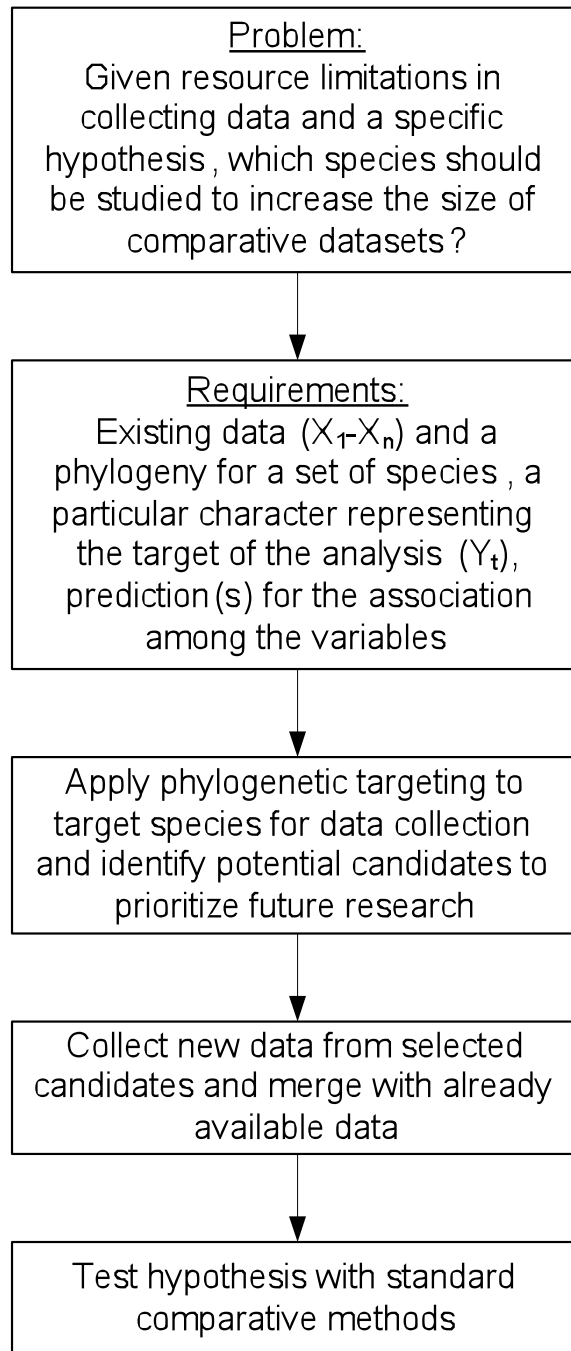 Problem:
Given resource limitations in
collecting data and a specific
hypothesis , which species should
be studied to increase the size of
comparative datasets ?
Requirements:
Existing data (X₁-Xₙ) and a
phylogeny for a set of species , a
particular character representing
the target of the analysis (Yₜ),
prediction(s) for the association
among the variables
Apply phylogenetic targeting to
target species for data collection
and identify potential candidates to
prioritize future research
Collect new data from selected
candidates and merge with already
available data
Test hypothesis with standard
comparative methods